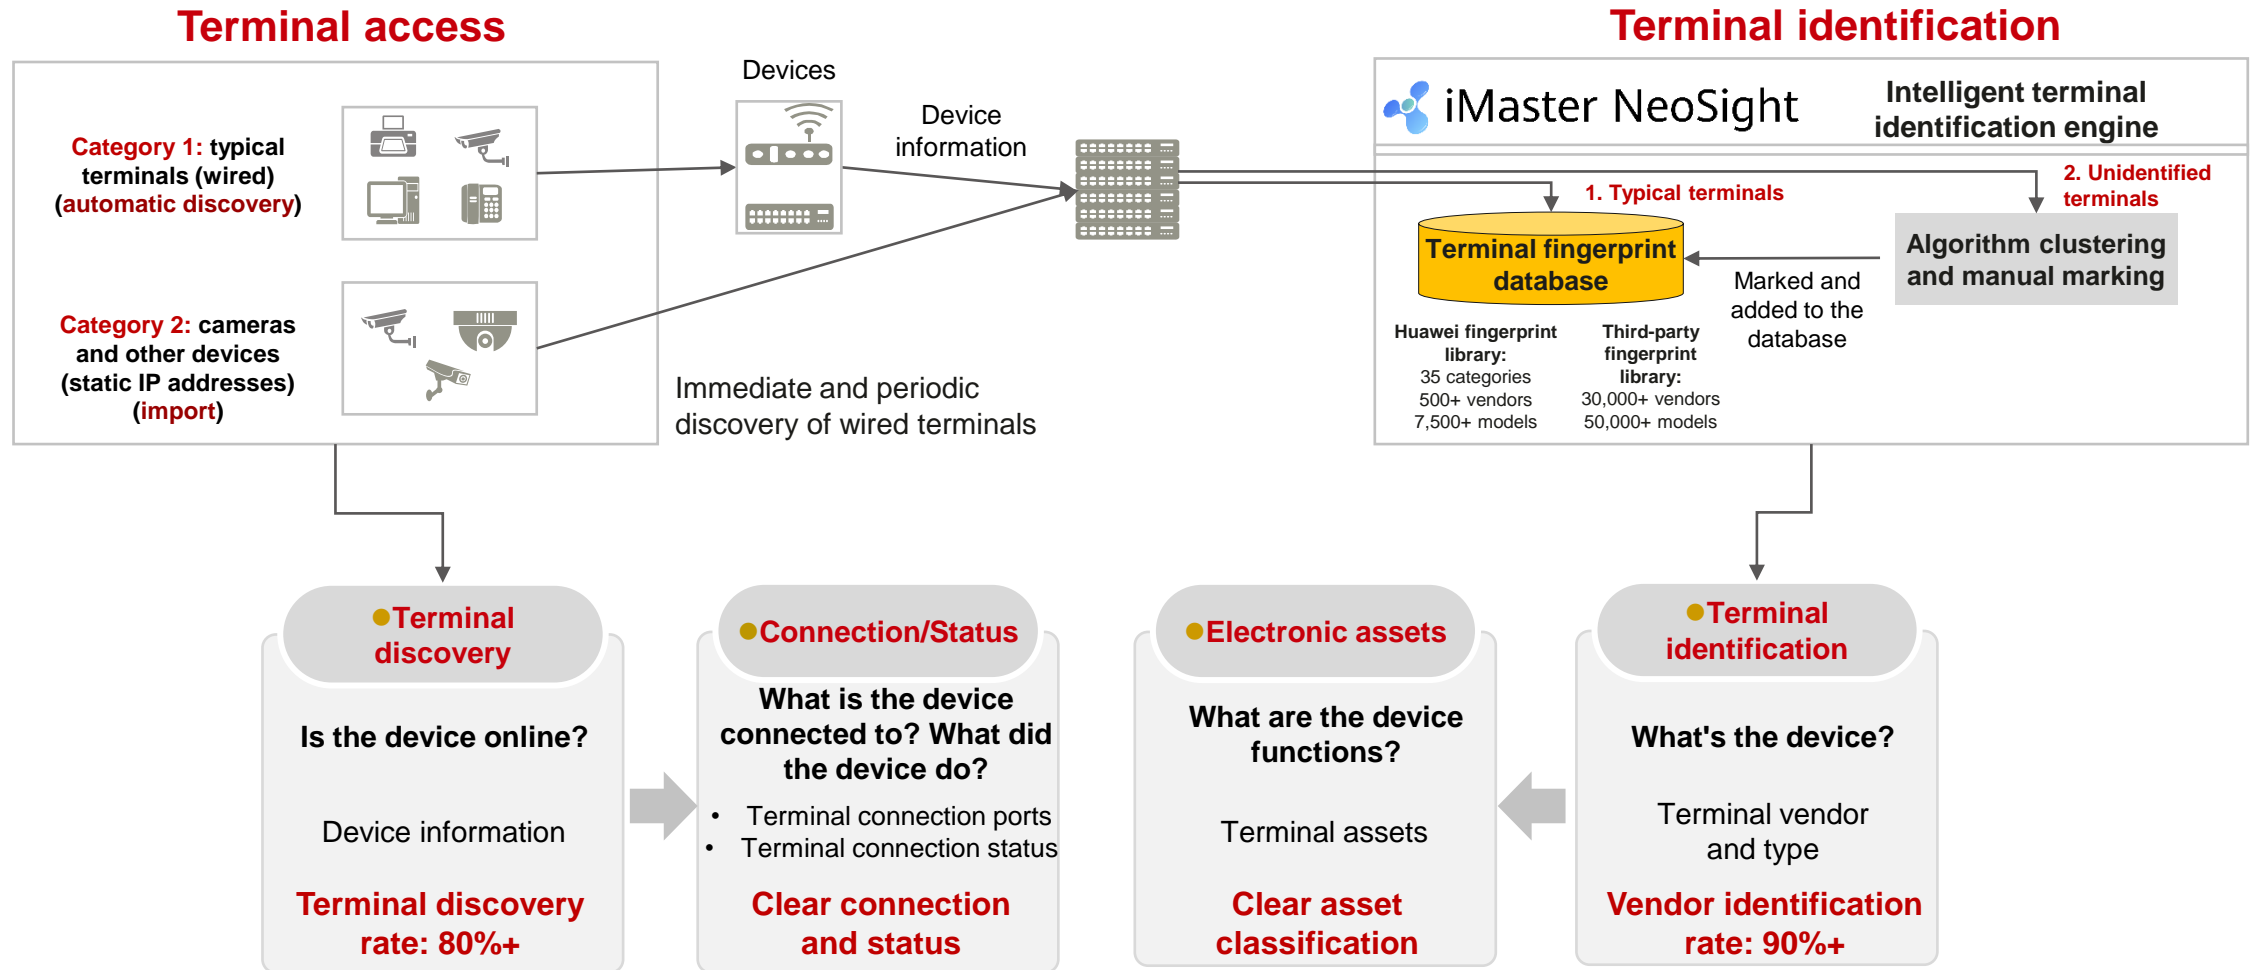 Terminal access
Terminal identification
Category 1: typical
terminals (wired)
(automatic discovery)
Category 2: cameras
and other devices
(static IP addresses)
(import)
Devices
Device
information
Immediate and periodic
discovery of wired terminals
iMaster NeoSight
Intelligent terminal
identification engine
1. Typical terminals
2. Unidentified
terminals
Terminal fingerprint
database
Algorithm clustering
and manual marking
Marked and
added to the
database
Huawei fingerprint
library:
35 categories
500+ vendors
7,500+ models
Third-party
fingerprint
library:
30,000+ vendors
50,000+ models
•Terminal
discovery
Is the device online?
Device information
Terminal discovery
rate: 80%+
•Connection/Status
What is the device
connected to? What did
the device do?
• Terminal connection ports
• Terminal connection status
Clear connection
and status
•Electronic assets
What are the device
functions?
Terminal assets
Clear asset
classification
•Terminal
identification
What's the device?
Terminal vendor
and type
Vendor identification
rate: 90%+